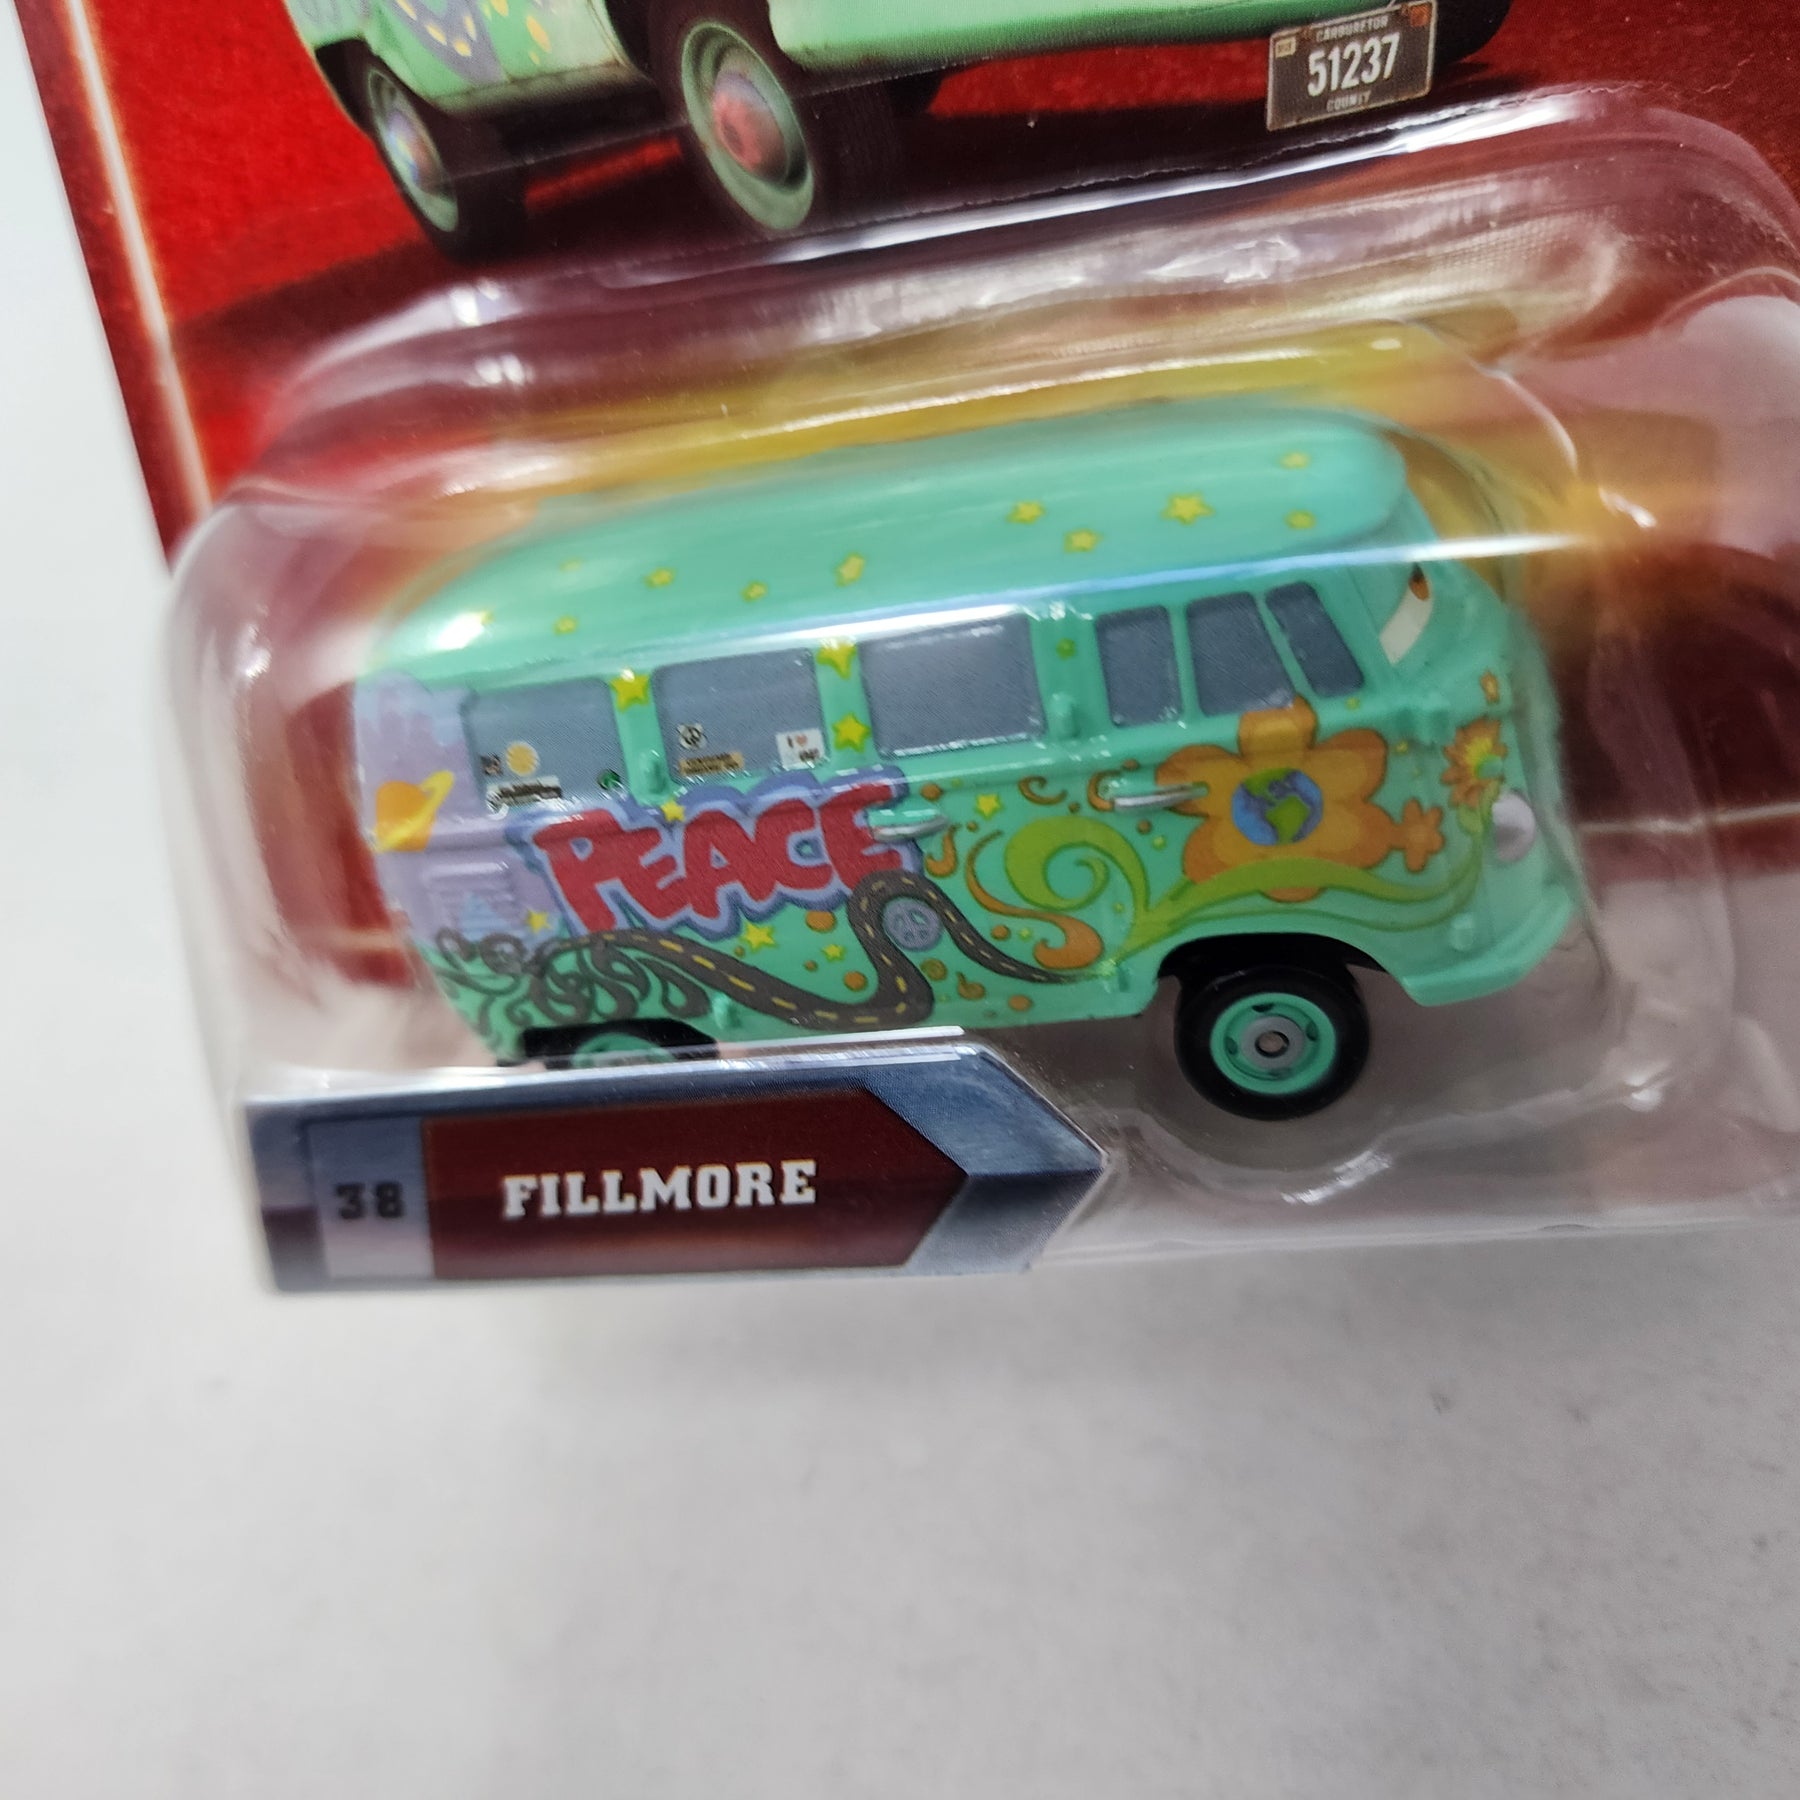 CARBURETOR
51237
COUNTY
PEACE
38
FILLMORE